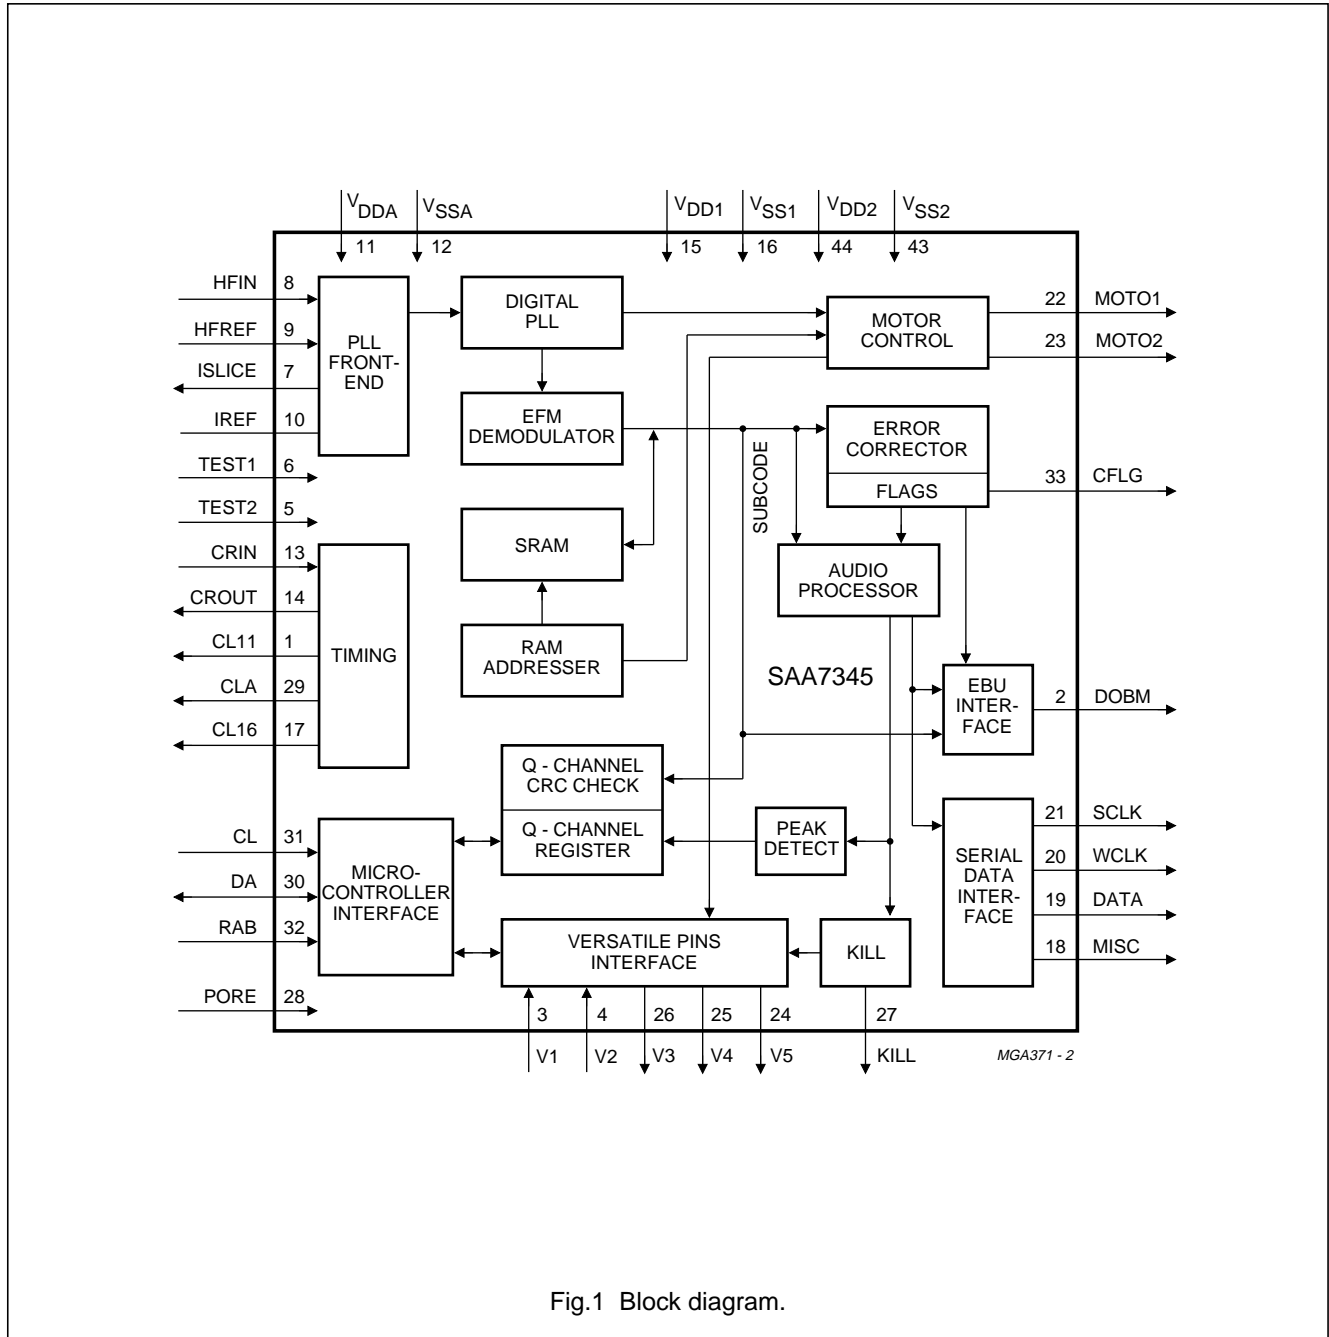 VDDA
VSSA
VDD1
VSS1
VDD2
VSS2
11
12
15
16
44
43
HFIN 8
HFREF 9
ISLICE 7
IREF 10
TEST1 6
TEST2 5
CRIN 13
CROUT 14
CL11 1
CLA 29
CL16 17
CL 31
DA 30
RAB 32
PORE 28
PLL
FRONT-
END
DIGITAL
PLL
EFM
DEMODULATOR
SRAM
RAM
ADDRESSER
TIMING
MOTOR
CONTROL
22 MOTO1
23 MOTO2
SUBCODE
ERROR
CORRECTOR
FLAGS
33 CFLG
AUDIO
PROCESSOR
SAA7345
EBU
INTER-
FACE
2 DOBM
Q - CHANNEL
CRC CHECK
Q - CHANNEL
REGISTER
PEAK
DETECT
MICRO-
CONTROLLER
INTERFACE
SERIAL
DATA
INTER-
FACE
21 SCLK
20 WCLK
19 DATA
18 MISC
VERSATILE PINS
INTERFACE
KILL
3
4
26
25
24
27
V1
V2
V3
V4
V5
KILL
MGA371 - 2
Fig.1 Block diagram.